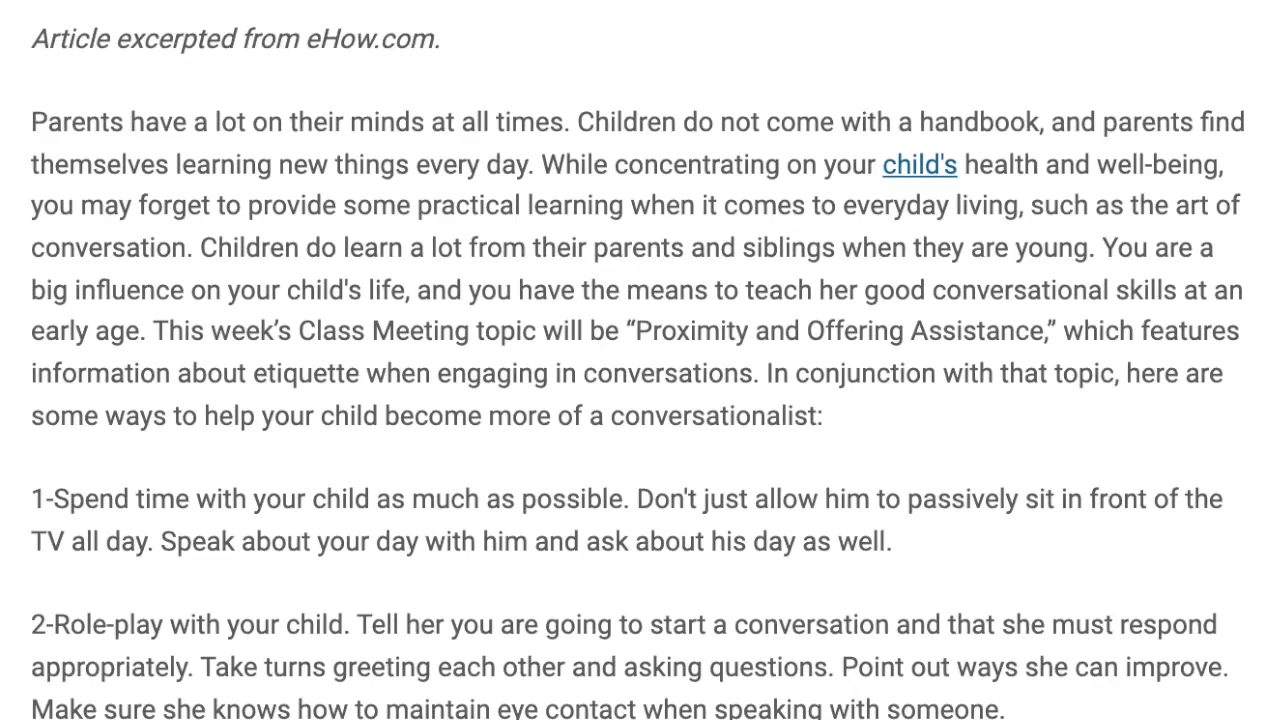 Article excerpted from eHow.com.
Parents have a lot on their minds at all times. Children do not come with a handbook, and parents find
themselves learning new things every day. While concentrating on your child's health and well-being,
you may forget to provide some practical learning when it comes to everyday living, such as the art of
conversation. Children do learn a lot from their parents and siblings when they are young. You are a
big influence on your child's life, and you have the means to teach her good conversational skills at an
early age. This week’s Class Meeting topic will be “Proximity and Offering Assistance,” which features
information about etiquette when engaging in conversations. In conjunction with that topic, here are
some ways to help your child become more of a conversationalist:
1-Spend time with your child as much as possible. Don't just allow him to passively sit in front of the
TV all day. Speak about your day with him and ask about his day as well.
2-Role-play with your child. Tell her you are going to start a conversation and that she must respond
appropriately. Take turns greeting each other and asking questions. Point out ways she can improve.
Make sure she knows how to maintain eye contact when speaking with someone.